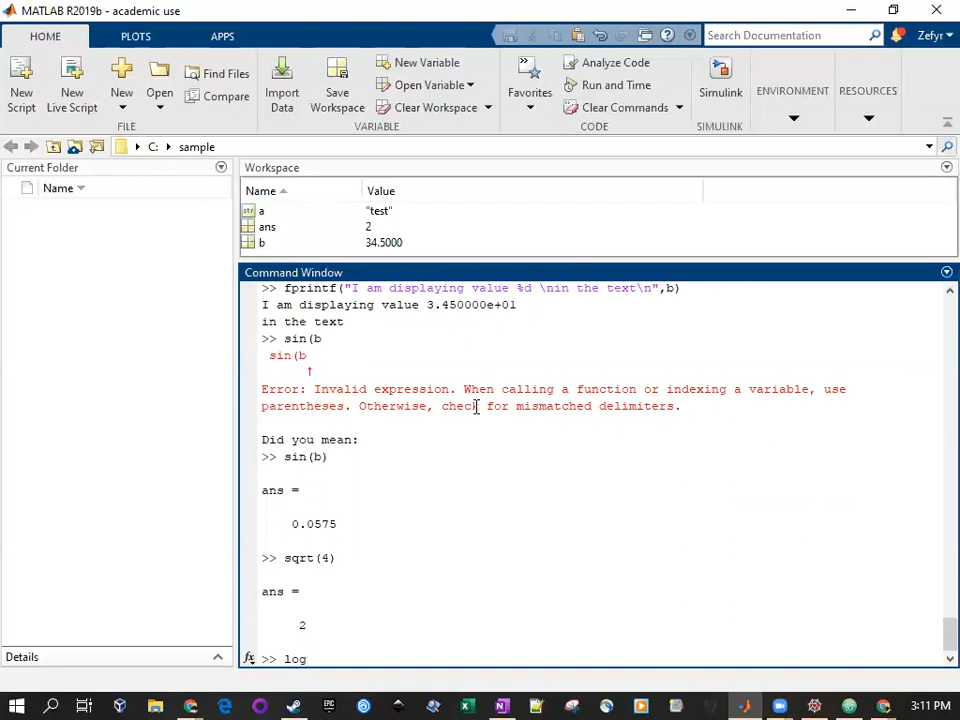 MATLAB R2019b - academic use
HOME PLOTS APPS
Search Documentation
Zefyr
New Script
New Live Script
New
Open
Find Files
Compare
Import Data
Save Workspace
New Variable
Open Variable
Clear Workspace
Favorites
Analyze Code
Run and Time
Clear Commands
Simulink
ENVIRONMENT
RESOURCES
FILE VARIABLE CODE SIMULINK
C: sample
Current Folder
Name
Workspace
Name Value
str a "test"
ans 2
b 34.5000
Command Window
>> fprintf("I am displaying value %d \nin the text\n",b)
I am displaying value 3.450000e+01
in the text
>> sin(b
sin(b
↑
Error: Invalid expression. When calling a function or indexing a variable, use
parentheses. Otherwise, check for mismatched delimiters.
Did you mean:
>> sin(b)
ans =
0.0575
>> sqrt(4)
ans =
2
fx >> log
Details
EPIC
3:11 PM